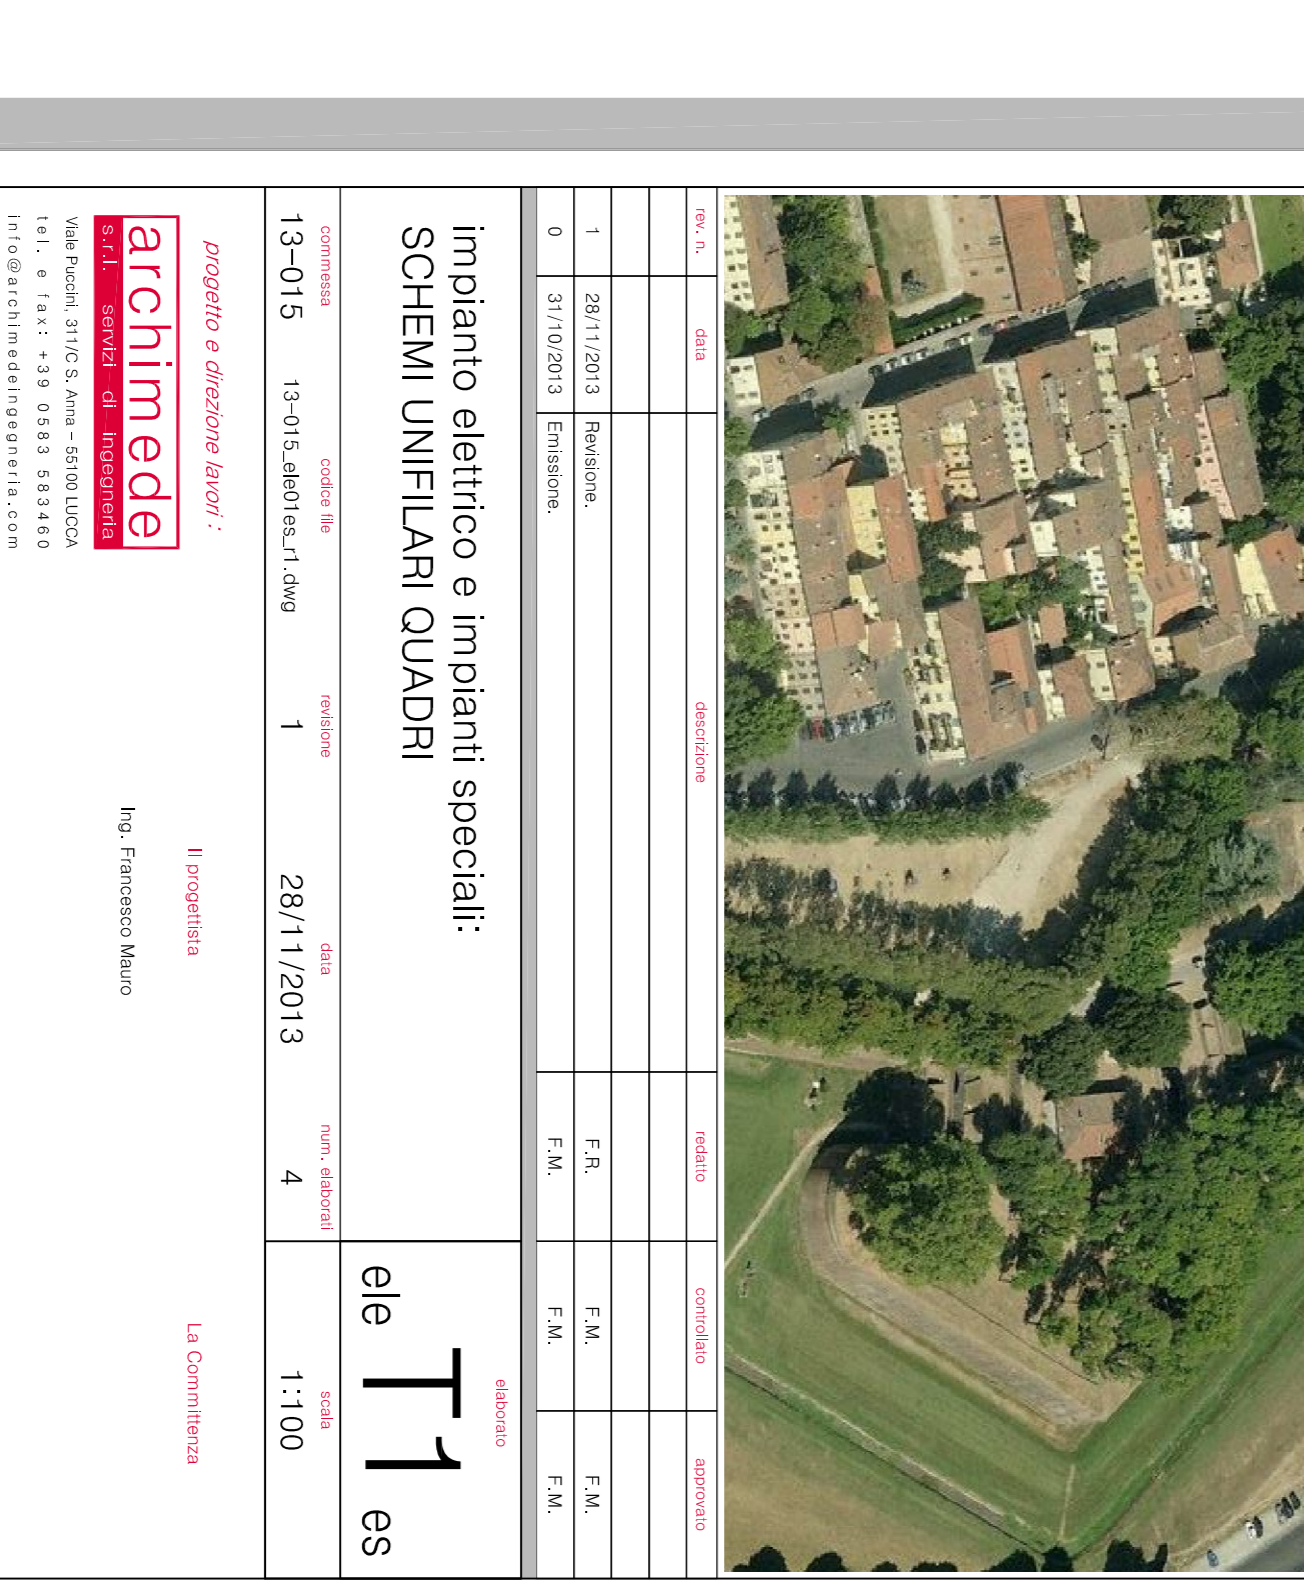 rev. n. data descrizione redatto controllato approvato
1 28/11/2013 Revisione. F.R. F.M. F.M.
0 31/10/2013 Emissione. F.M. F.M. F.M.
impianto elettrico e impianti speciali:
SCHEMI UNIFILARI QUADRI
elaborato
ele T1 es
commessa codice file revisione data num. elaborati scala
13-015 13-015_ele01es_r1.dwg 1 28/11/2013 4 1:100
progetto e direzione lavori :
Il progettista
La Committenza
archimede
s.r.l. servizi di ingegneria
Ing. Francesco Mauro
Viale Puccini, 311/C S. Anna – 55100 LUCCA
tel. e fax: +39 0583 583460
info@archimedeingegneria.com